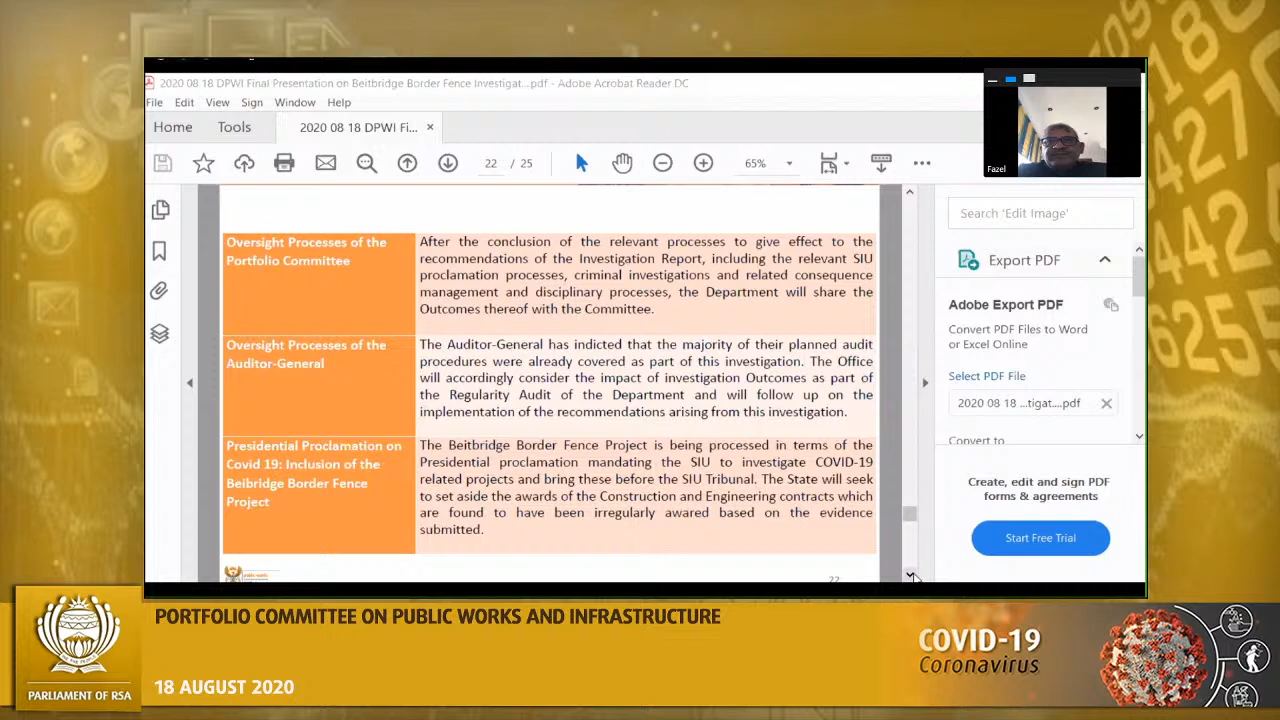 2020 08 18 DPWI Final Presentation on Beitbridge Border Fence Investigat...pdf - Adobe Acrobat Reader DC
File Edit View Sign Window Help
Home Tools 2020 08 18 DPWI Fi... ×
22 / 25 65%
Fazel
Search 'Edit Image'
Export PDF
Adobe Export PDF
Convert PDF Files to Word
or Excel Online
Select PDF File
2020 08 18 ...tigat....pdf
Convert to
Create, edit and sign PDF
forms & agreements
Start Free Trial
Oversight Processes of the
Portfolio Committee
After the conclusion of the relevant processes to give effect to the
recommendations of the Investigation Report, including the relevant SIU
proclamation processes, criminal investigations and related consequence
management and disciplinary processes, the Department will share the
Outcomes thereof with the Committee.
Oversight Processes of the
Auditor-General
The Auditor-General has indicted that the majority of their planned audit
procedures were already covered as part of this investigation. The Office
will accordingly consider the impact of investigation Outcomes as part of
the Regularity Audit of the Department and will follow up on the
implementation of the recommendations arising from this investigation.
Presidential Proclamation on
Covid 19: Inclusion of the
Beibridge Border Fence
Project
The Beitbridge Border Fence Project is being processed in terms of the
Presidential proclamation mandating the SIU to investigate COVID-19
related projects and bring these before the SIU Tribunal. The State will seek
to set aside the awards of the Construction and Engineering contracts which
are found to have been irregularly awared based on the evidence
submitted.
22
PORTFOLIO COMMITTEE ON PUBLIC WORKS AND INFRASTRUCTURE
18 AUGUST 2020
PARLIAMENT OF RSA
COVID-19
Coronavirus